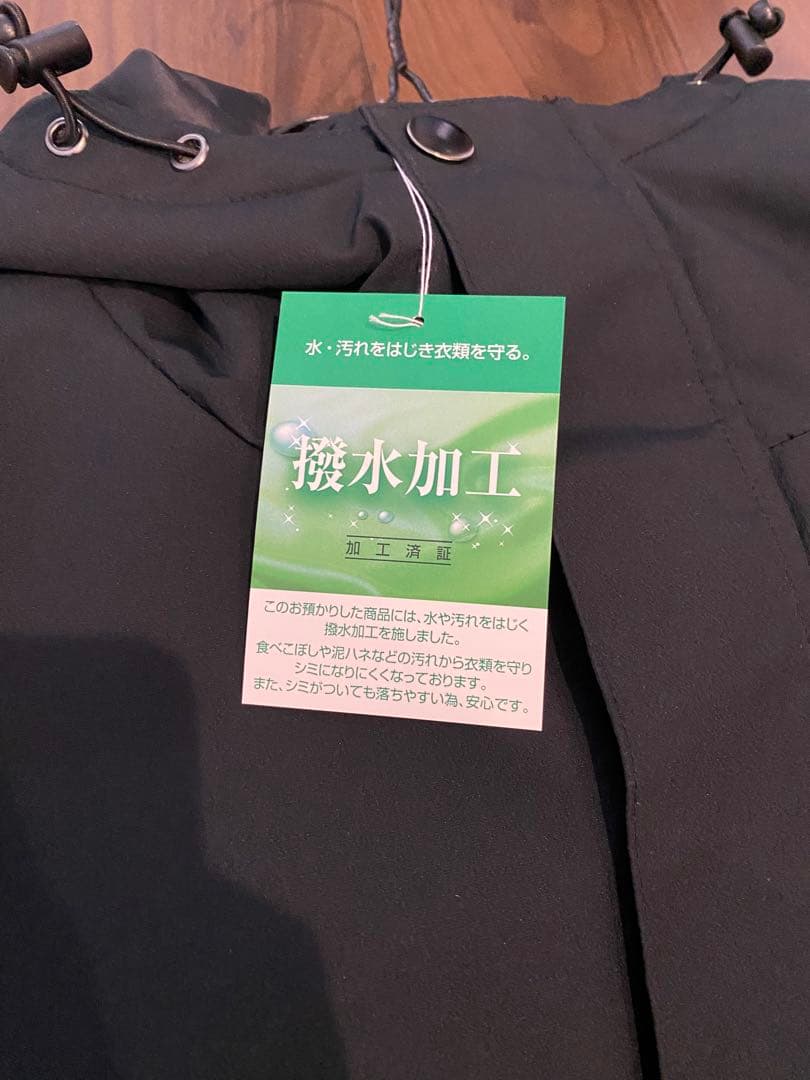 水・汚れをはじき衣類を守る。
撥水加工
加工済証
このお預かりした商品には、水や汚れをはじく
撥水加工を施しました。
食べこぼしや泥ハネなどの汚れから衣類を守り
シミになりにくくなっております。
また、シミがついても落ちやすい為、安心です。